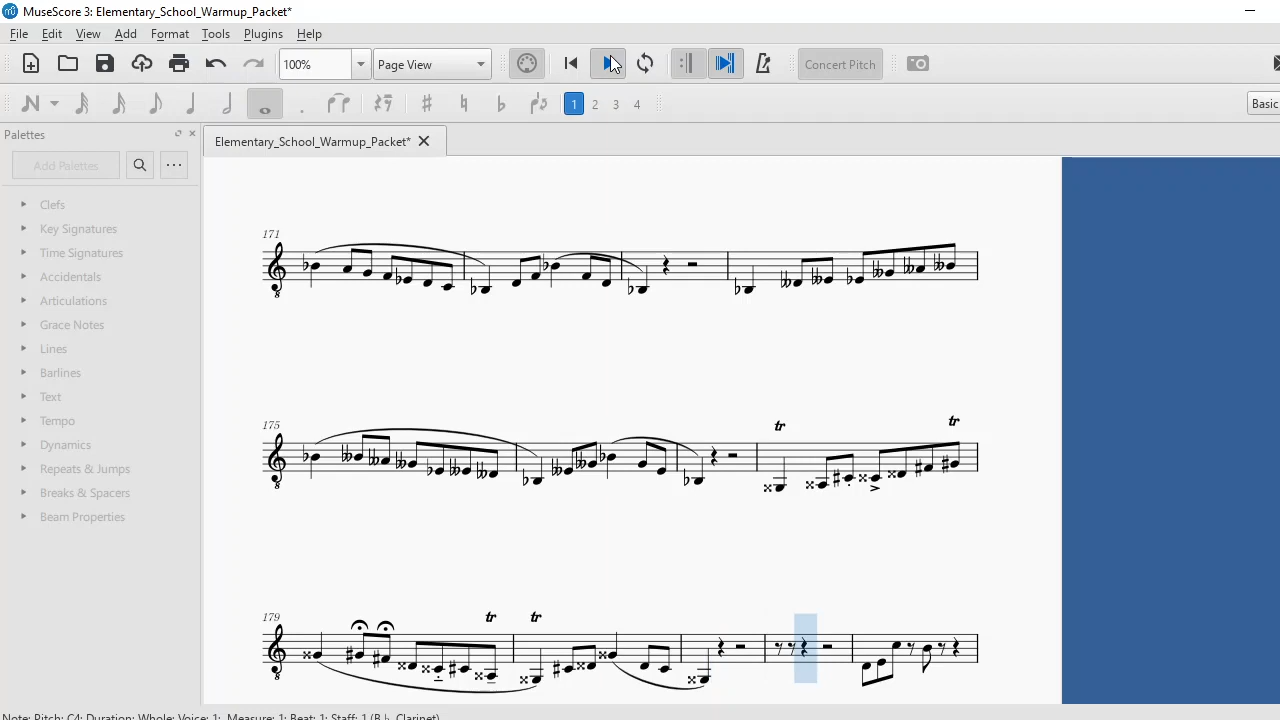 MuseScore 3: Elementary_School_Warmup_Packet*
File Edit View Add Format Tools Plugins Help
100% Page View Concert Pitch
1 2 3 4 Basic
Palettes
Elementary_School_Warmup_Packet*
Add Palettes
Clefs
Key Signatures
Time Signatures
Accidentals
Articulations
Grace Notes
Lines
Barlines
Text
Tempo
Dynamics
Repeats & Jumps
Breaks & Spacers
Beam Properties
171
8
175
tr tr
8
179
tr tr
8
Note; Pitch: C4; Duration: Whole; Voice: 1; Measure: 1; Beat: 1; Staff: 1 (B♭ Clarinet)